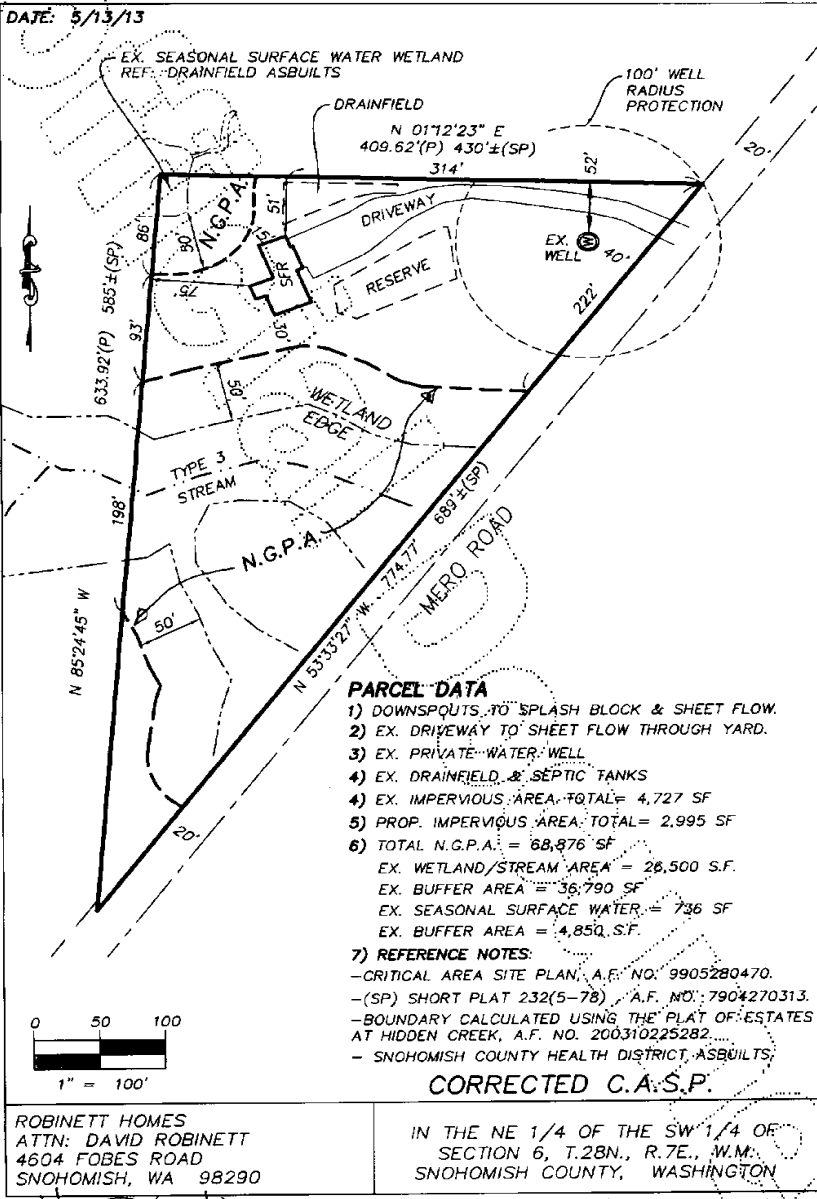 DATE: 5/13/13
EX. SEASONAL SURFACE WATER WETLAND
REF. DRAINFIELD ASBUILTS
100' WELL
RADIUS
PROTECTION
DRAINFIELD
N 01°12'23" E
409.62'(P) 430'±(SP)
314'
52'
20'
86'
80'
N.G.P.A.
51'
15'
DRIVEWAY
EX.
WELL
W
40'
75'
SFR
RESERVE
222'
633.92'(P) 585'±(SP)
93'
30'
50'
WETLAND
EDGE
TYPE 3
STREAM
198'
689'±(SP)
N.G.P.A.
MERO ROAD
N 53°33'27" W 774.77'
50'
N 85°24'45" W
20'
PARCEL DATA
1) DOWNSPOUTS TO SPLASH BLOCK & SHEET FLOW.
2) EX. DRIVEWAY TO SHEET FLOW THROUGH YARD.
3) EX. PRIVATE WATER WELL
4) EX. DRAINFIELD & SEPTIC TANKS
4) EX. IMPERVIOUS AREA TOTAL= 4,727 SF
5) PROP. IMPERVIOUS AREA TOTAL= 2,995 SF
6) TOTAL N.G.P.A. = 68,876 SF
EX. WETLAND/STREAM AREA = 26,500 S.F.
EX. BUFFER AREA = 36,790 SF
EX. SEASONAL SURFACE WATER = 736 SF
EX. BUFFER AREA = 4,850 S.F.
7) REFERENCE NOTES:
-CRITICAL AREA SITE PLAN, A.F. NO. 9905280470.
-(SP) SHORT PLAT 232(5-78), A.F. NO. 7904270313.
-BOUNDARY CALCULATED USING THE PLAT OF ESTATES
AT HIDDEN CREEK, A.F. NO. 200310225282.
- SNOHOMISH COUNTY HEALTH DISTRICT ASBUILTS.
0 50 100
1" = 100'
CORRECTED C.A.S.P.
ROBINETT HOMES
ATTN: DAVID ROBINETT
4604 FOBES ROAD
SNOHOMISH, WA 98290
IN THE NE 1/4 OF THE SW 1/4 OF
SECTION 6, T.28N., R.7E., W.M.
SNOHOMISH COUNTY, WASHINGTON